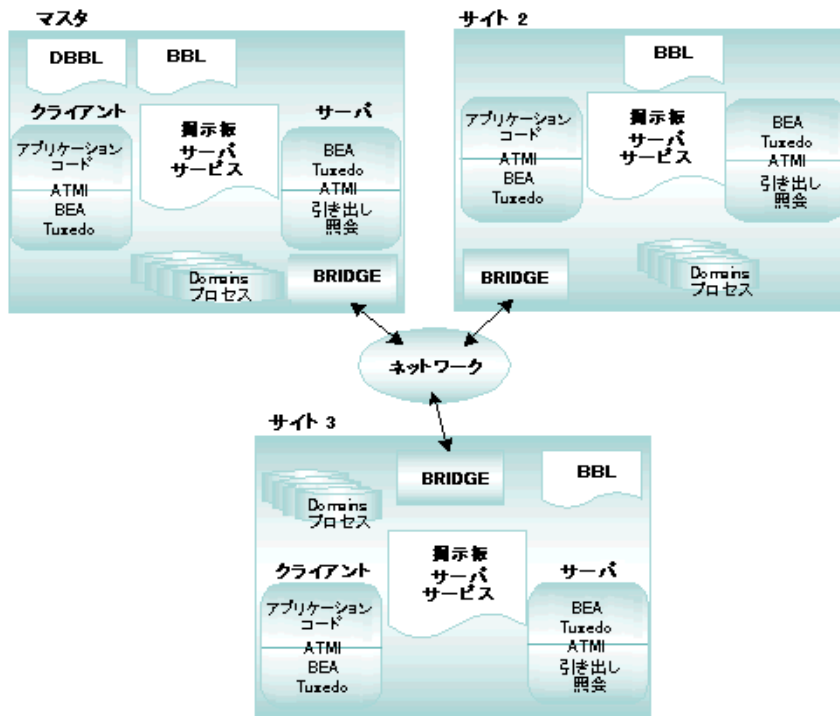 マスタ
DBBL
BBL
クライアント
サーバ
アプリケーション
コード
ATMI
BEA
Tuxedo
掲示板
サーバ
サービス
BEA
Tuxedo
ATMI
引き出し
照会
Domains
プロセス
BRIDGE
サイト 2
BBL
アプリケーション
コード
ATMI
BEA
Tuxedo
掲示板
サーバ
サービス
BEA
Tuxedo
ATMI
引き出し
照会
BRIDGE
Domains
プロセス
ネットワーク
サイト 3
Domains
プロセス
BRIDGE
BBL
クライアント
サーバ
アプリケーション
コード
ATMI
BEA
Tuxedo
掲示板
サーバ
サービス
BEA
Tuxedo
ATMI
引き出し
照会